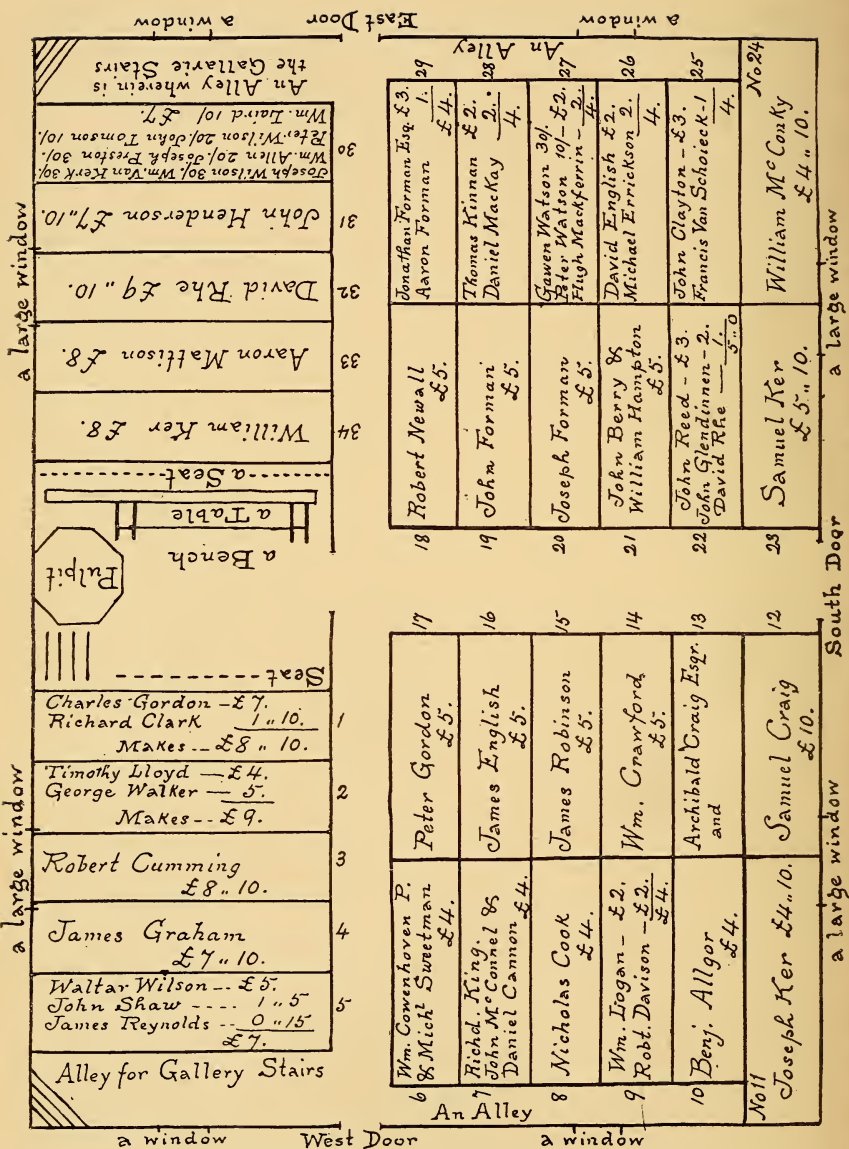 a window
East Door
a window
An Alley wherein is
the Gallarie Stairs
Joseph Wilson 30/ Wm. Van Kerk 30/
Wm. Allen 20/ Joseph Preston 30/.
Peter Wilson 20/ John Tomson 10/.
Wm. Laird 10/ £7.
30
John Henderson £7,,10.
31
David Rhe £9,,10.
32
Aaron Mattison £8.
33
William Ker £8.
34
a large window
a Seat
a Table
a Bench
Pulpit
Seat
Charles Gordon - £7.
Richard Clark 1,,10.
Makes -- £8,,10.
1
Timothy Lloyd — £4.
George Walker — 5.
Makes -- £9.
2
Robert Cumming
£8,,10.
3
James Graham
£7,,10.
4
Waltar Wilson -- £5.
John Shaw ---- 1,,5
James Reynolds -- 0,,15
£7.
5
a large window
Alley for Gallery Stairs
a window
West Door
a window
An Alley
29
Jonathan Forman Esq. £3.
Aaron Forman 1.
£4.
An Alley
28
Thomas Kinnan £2.
Daniel MacKay 2.
4.
27
Gawen Watson 30/.
Peter Watson 10/- £2.
Hugh Mackferrin - 2.
4.
26
David English £2.
Michael Errickson 2.
4.
25
John Clayton - £3.
Francis Van Schoieck - 1
4.
No 24
William McConky
£4,,10.
a large window
18
Robert Newall
£5.
19
John Forman
£5.
20
Joseph Forman
£5.
21
John Berry &
William Hampton
£5.
22
John Reed - £3.
John Glendinnen - 2.
David Rhe — 1.
5,,0
23
Samuel Ker
£5,,10.
South Door
17
Peter Gordon
£5.
16
James English
£5.
15
James Robinson
£5.
14
Wm. Crawford,
£5.
13
Archibald Craig Esqr.
and
12
Samuel Craig
£10.
a large window
6
Wm. Cowenhoven P.
& Michl Sweetman
£4.
7
Richd. King.
John McConnel &
Daniel Cannon £4.
8
Nicholas Cook
£4.
9
Wm. Logan - £2.
Robt. Davison - £2.
£4.
10
Benj. Allgor
£4.
No 11
Joseph Ker £4,,10.